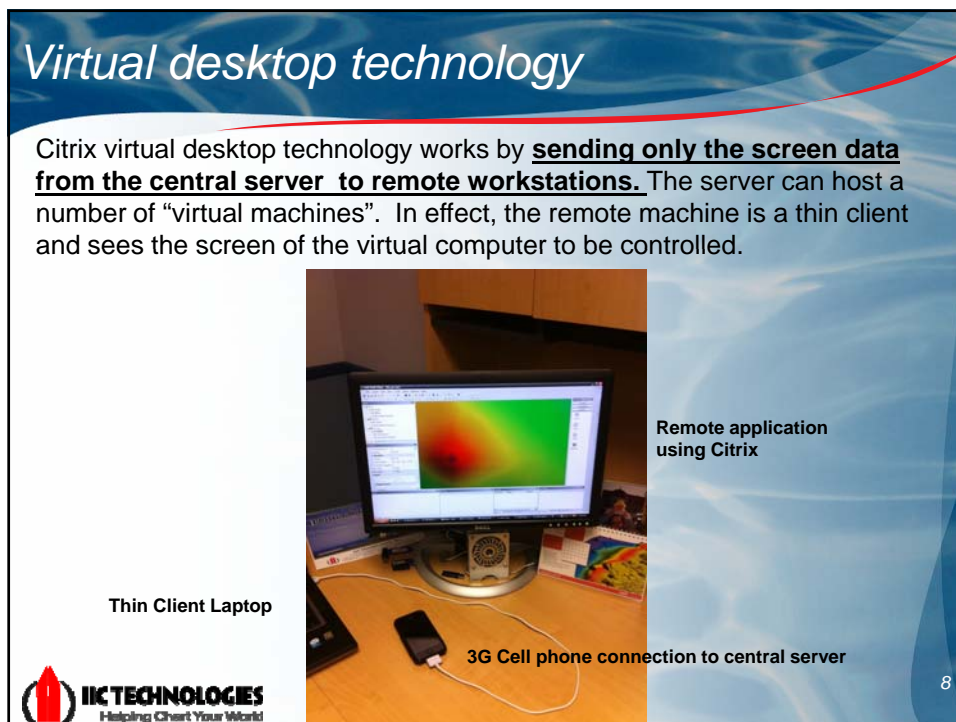 Virtual desktop technology
Citrix virtual desktop technology works by sending only the screen data
from the central server to remote workstations. The server can host a
number of “virtual machines”. In effect, the remote machine is a thin client
and sees the screen of the virtual computer to be controlled.
Remote application
using Citrix
DELL
Thin Client Laptop
3G Cell phone connection to central server
IIC TECHNOLOGIES
Helping Chart Your World
8